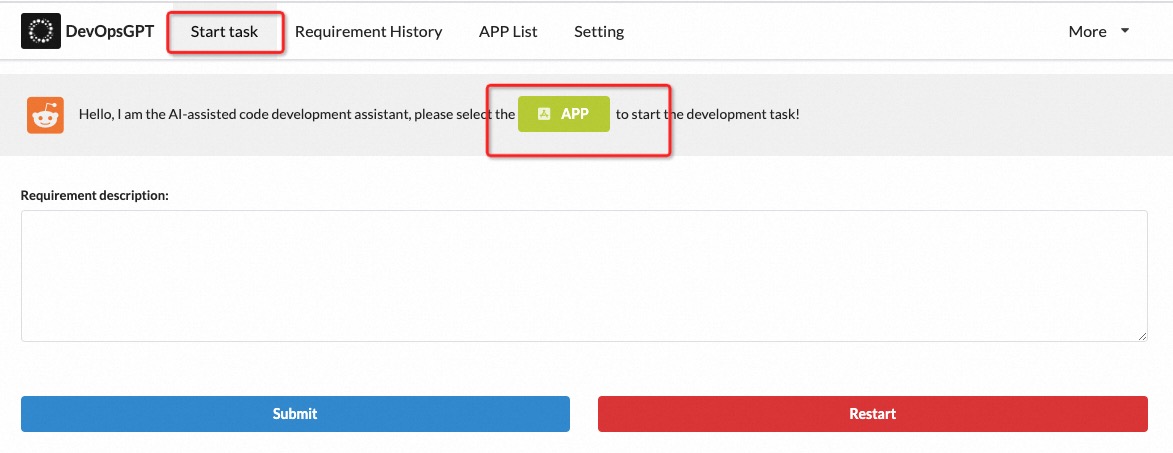 DevOpsGPT Start task Requirement History APP List Setting More
Hello, I am the AI-assisted code development assistant, please select the APP to start the development task!
Requirement description:
Submit Restart